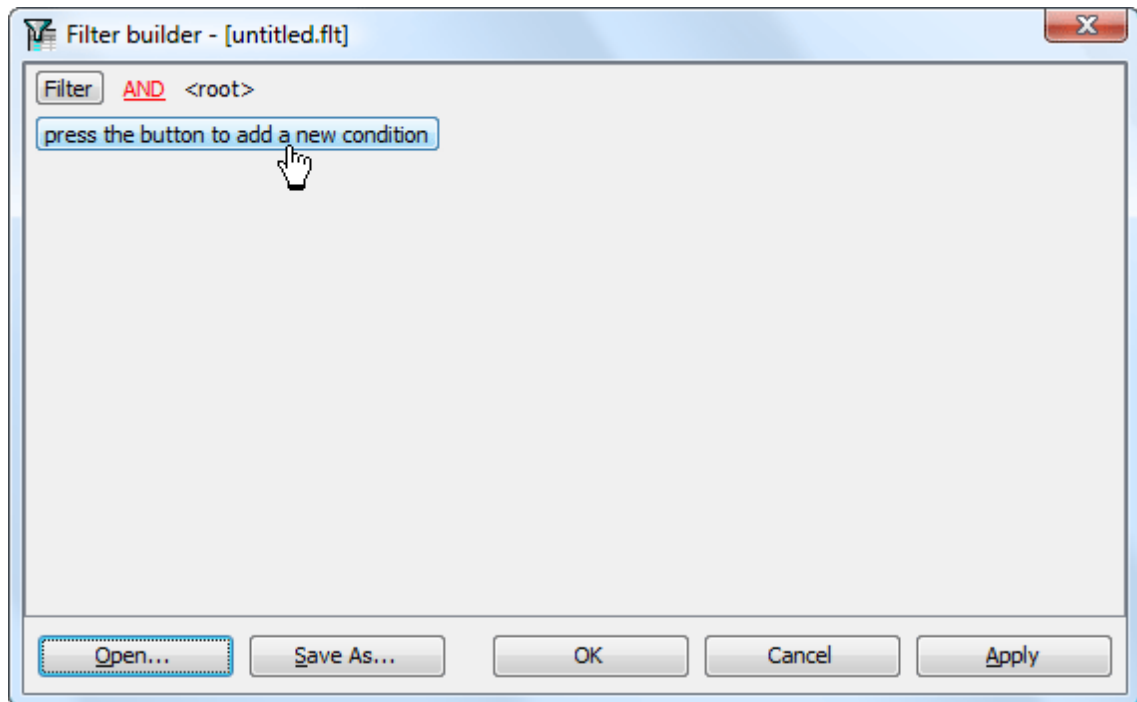 Filter builder - [untitled.flt]
Filter AND <root>
press the button to add a new condition
Open... Save As... OK Cancel Apply